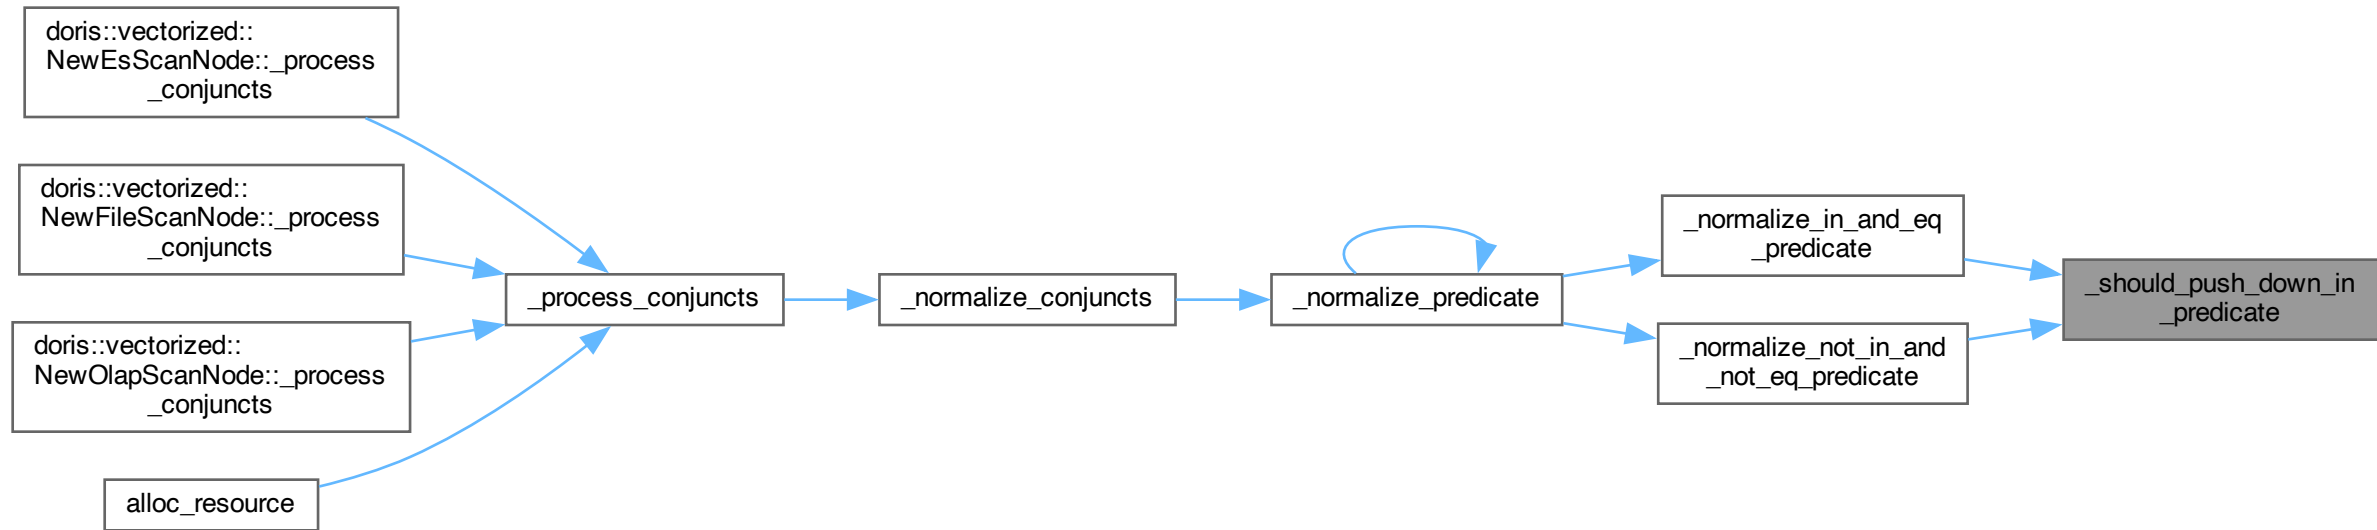 doris::vectorized::
NewEsScanNode::_process
_conjuncts
doris::vectorized::
NewFileScanNode::_process
_conjuncts
doris::vectorized::
NewOlapScanNode::_process
_conjuncts
alloc_resource
_process_conjuncts
_normalize_conjuncts
_normalize_predicate
_normalize_in_and_eq
_predicate
_normalize_not_in_and
_not_eq_predicate
_should_push_down_in
_predicate